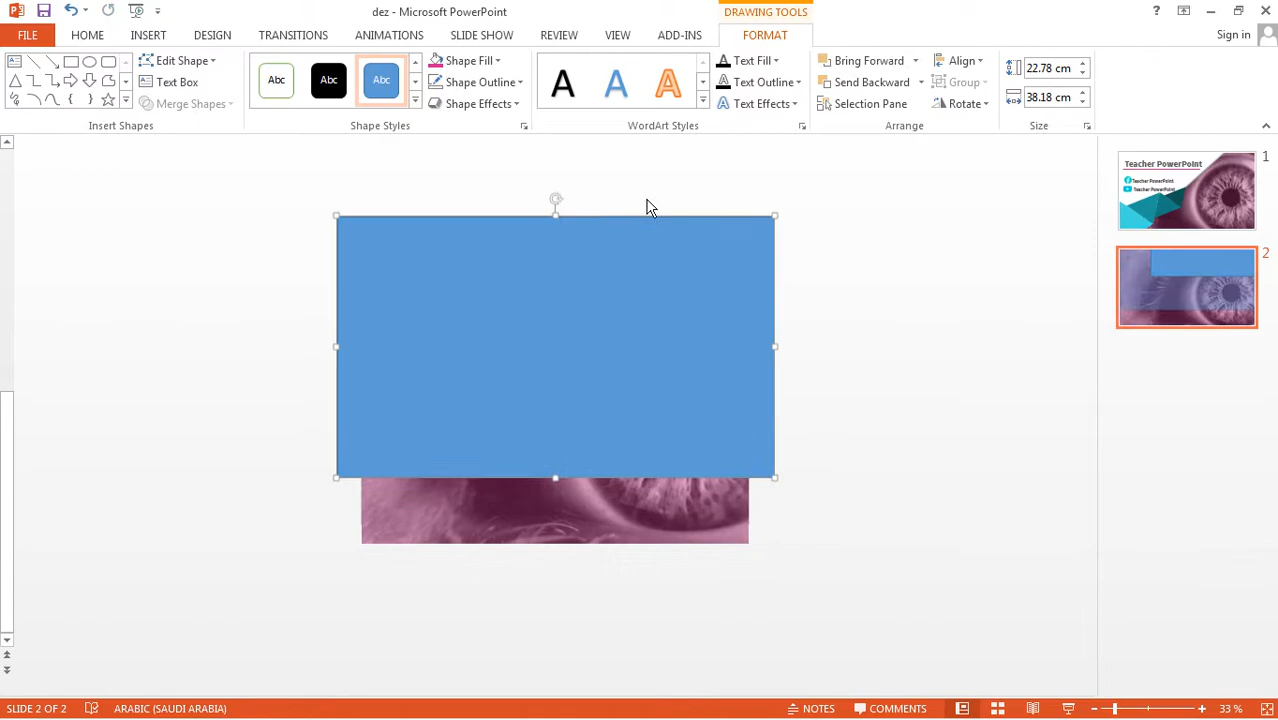 dez - Microsoft PowerPoint
DRAWING TOOLS
?
FILE HOME INSERT DESIGN TRANSITIONS ANIMATIONS SLIDE SHOW REVIEW VIEW ADD-INS FORMAT
Sign in
Edit Shape
Text Box
Merge Shapes
Insert Shapes
Abc Abc Abc
Shape Fill
Shape Outline
Shape Effects
Shape Styles
A A A
Text Fill
Text Outline
Text Effects
WordArt Styles
Bring Forward
Send Backward
Selection Pane
Align
Group
Rotate
Arrange
22.78 cm
38.18 cm
Size
1
Teacher PowerPoint
Teacher PowerPoint
Teacher PowerPoint
2
SLIDE 2 OF 2
ARABIC (SAUDI ARABIA)
NOTES
COMMENTS
33 %